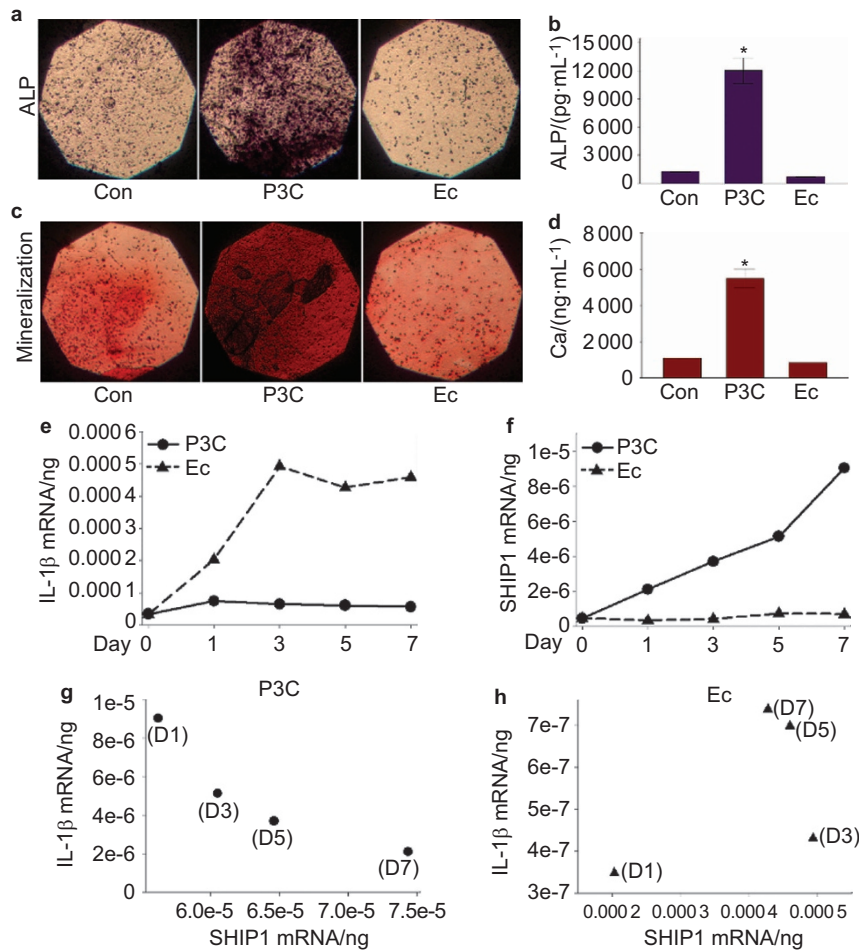 a
ALP
Con P3C Ec
b
ALP/(pg·mL⁻¹)
15 000
12 000
9 000
6 000
3 000
0
*
Con P3C Ec
c
Mineralization
Con P3C Ec
d
Ca/(ng·mL⁻¹)
8 000
6 000
4 000
2 000
0
*
Con P3C Ec
e
IL-1β mRNA/ng
0.000 6
0.000 5
0.000 4
0.000 3
0.000 2
0.000 1
0
P3C
Ec
Day 0 1 3 5 7
f
SHIP1 mRNA/ng
1e-5
8e-6
6e-6
4e-6
2e-6
0
P3C
Ec
Day 0 1 3 5 7
g
P3C
IL-1β mRNA/ng
1e-5
8e-6
6e-6
4e-6
2e-6
0
(D1)
(D3)
(D5)
(D7)
6.0e-5 6.5e-5 7.0e-5 7.5e-5
SHIP1 mRNA/ng
h
Ec
IL-1β mRNA/ng
7e-7
6e-7
5e-7
4e-7
3e-7
(D7)
(D5)
(D3)
(D1)
0.000 2 0.000 3 0.000 4 0.000 5
SHIP1 mRNA/ng